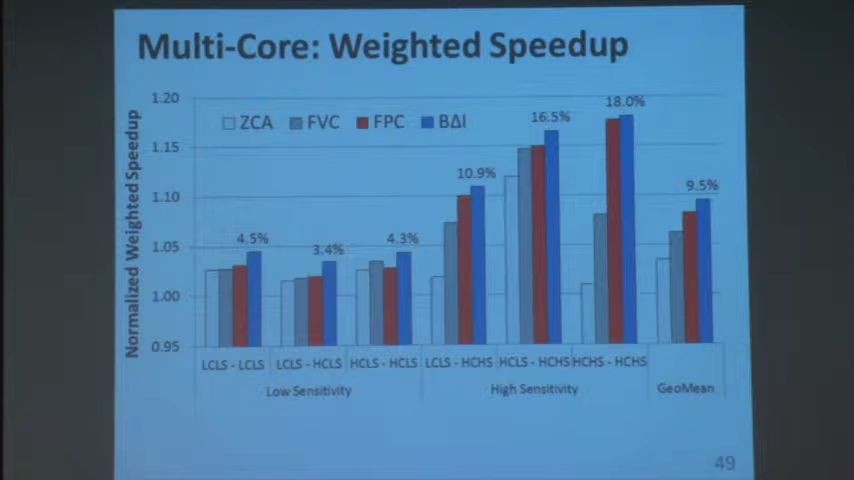 Multi-Core: Weighted Speedup
Normalized Weighted Speedup
1.20
1.15
1.10
1.05
1.00
0.95
ZCA FVC FPC BΔI
4.5%
3.4%
4.3%
10.9%
16.5%
18.0%
9.5%
LCLS - LCLS LCLS - HCLS HCLS - HCLS LCLS - HCHS HCLS - HCHS HCHS - HCHS
Low Sensitivity High Sensitivity GeoMean
49